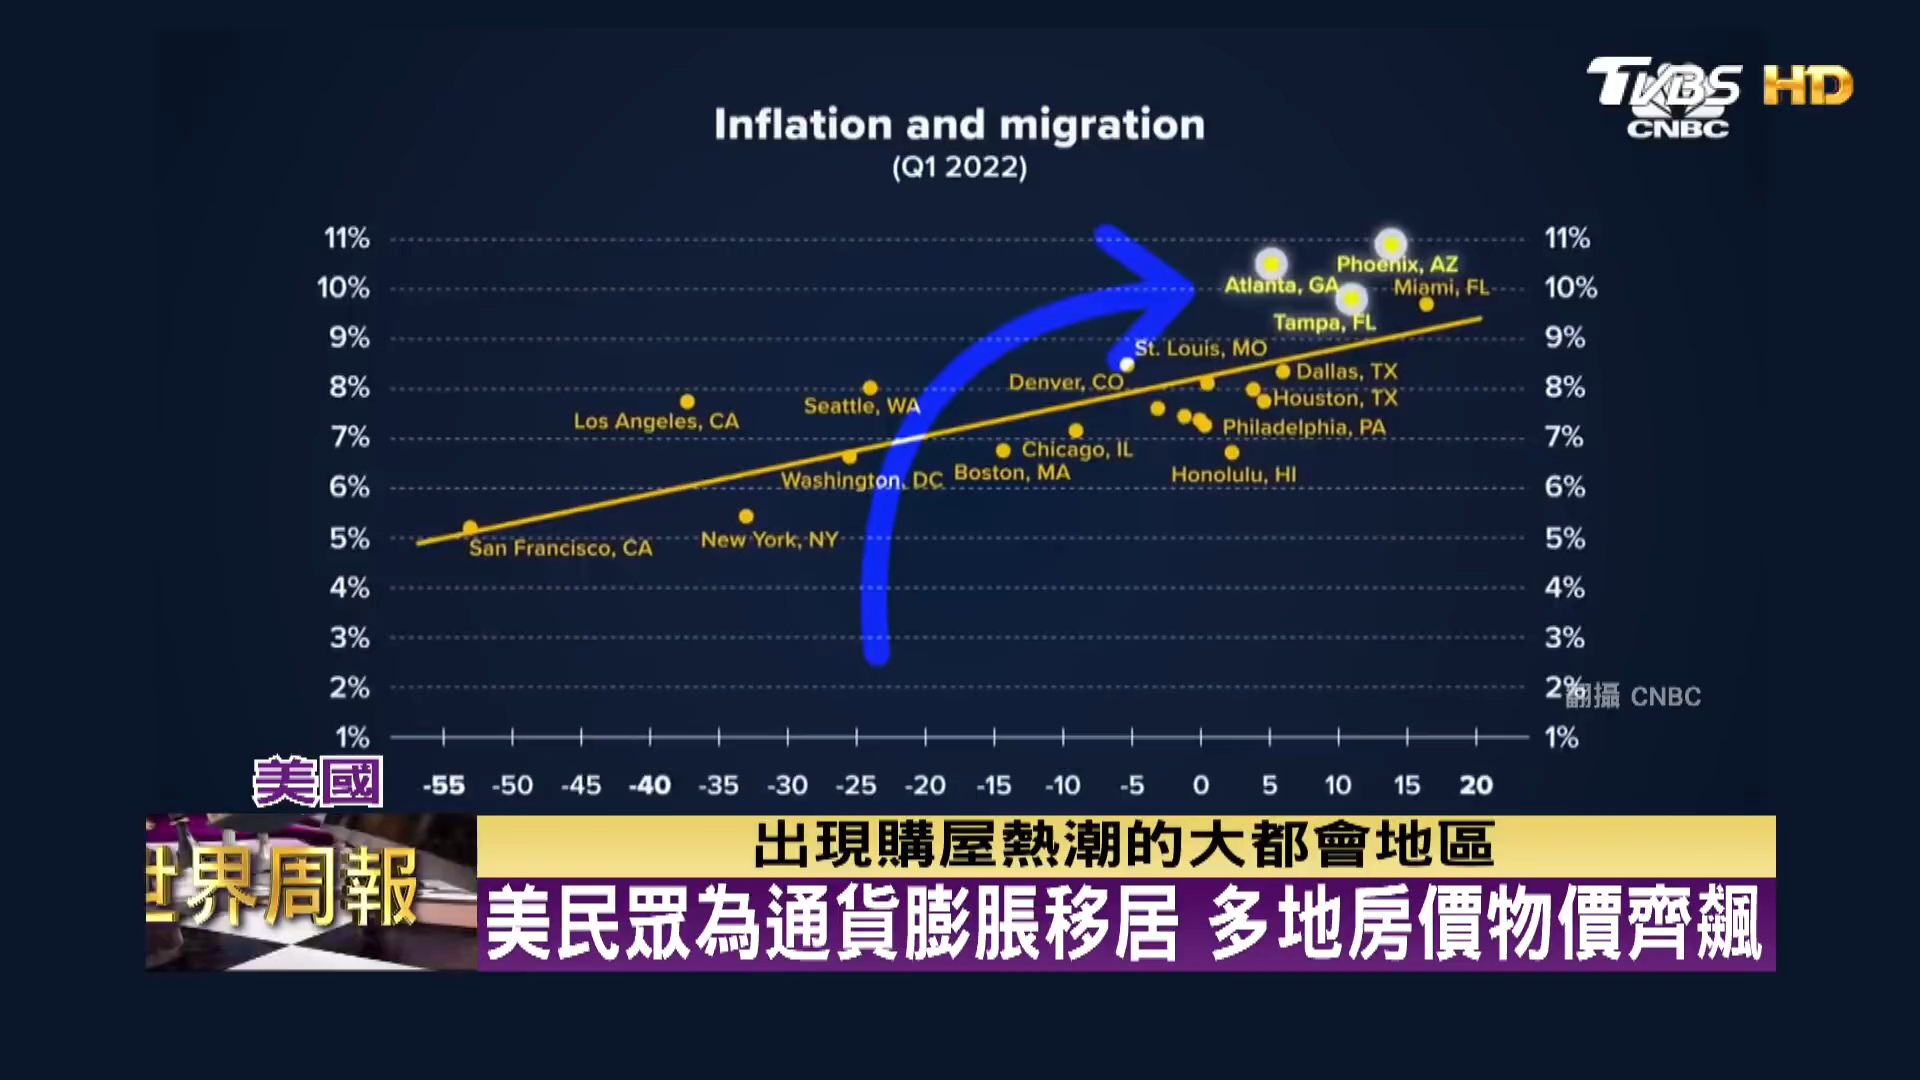 TVBS HD
CNBC
Inflation and migration
(Q1 2022)
11% 11%
Phoenix, AZ
Atlanta, GA
10% Miami, FL 10%
Tampa, FL
9% 9%
St. Louis, MO
Denver, CO
Dallas, TX
8% 8%
Seattle, WA
Houston, TX
Los Angeles, CA
Philadelphia, PA
7% 7%
Chicago, IL
Washington, DC Boston, MA Honolulu, HI
6% 6%
5% New York, NY 5%
San Francisco, CA
4% 4%
3% 3%
2% 2%
翻攝 CNBC
1% 1%
-55 -50 -45 -40 -35 -30 -25 -20 -15 -10 -5 0 5 10 15 20
美國
世界周報
出現購屋熱潮的大都會地區
美民眾為通貨膨脹移居 多地房價物價齊飆